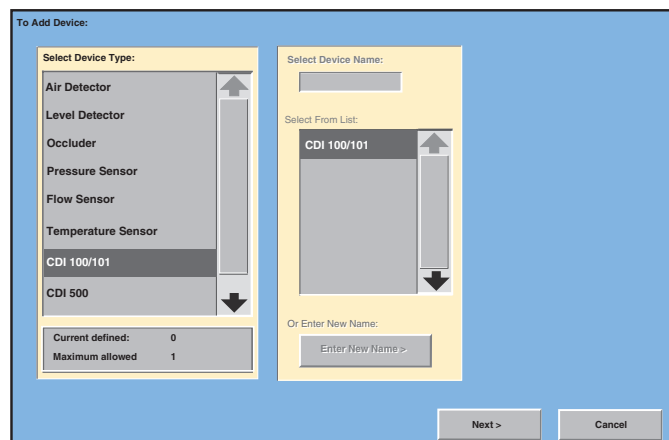 To Add Device:
Select Device Type:
Air Detector
Level Detector
Occluder
Pressure Sensor
Flow Sensor
Temperature Sensor
CDI 100/101
CDI 500
Current defined: 0
Maximum allowed 1
Select Device Name:
Select From List:
CDI 100/101
Or Enter New Name:
Enter New Name >
Next >
Cancel